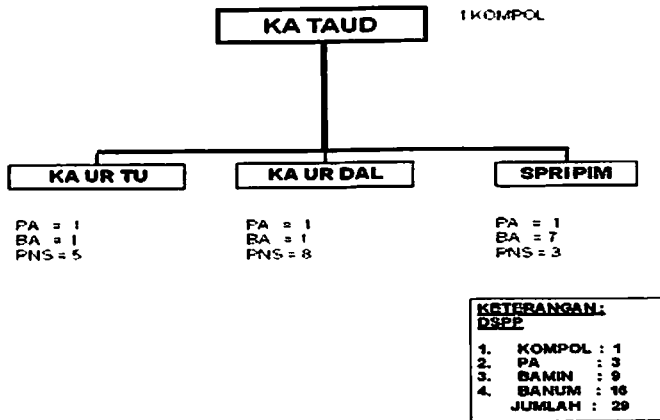 KA TAUD
1 KOMPOL
KA UR TU
KA UR DAL
SPRIPIM
PA = 1
BA = 1
PNS = 5
PA = 1
BA = 1
PNS = 8
PA = 1
BA = 7
PNS = 3
KETERANGAN :
DSPP
1. KOMPOL : 1
2. PA : 3
3. BAMIN : 9
4. BANUM : 16
JUMLAH : 29